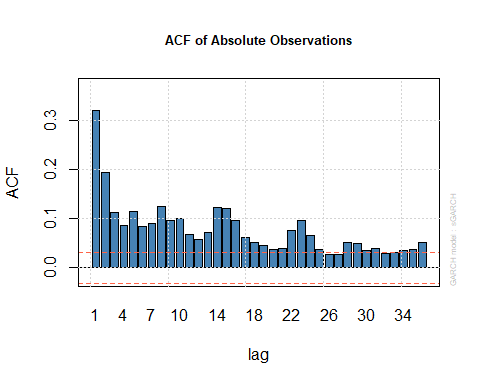 ACF of Absolute Observations
ACF
0.3
0.2
0.1
0.0
1 4 7 10 14 18 22 26 30 34
lag
GARCH model : sGARCH